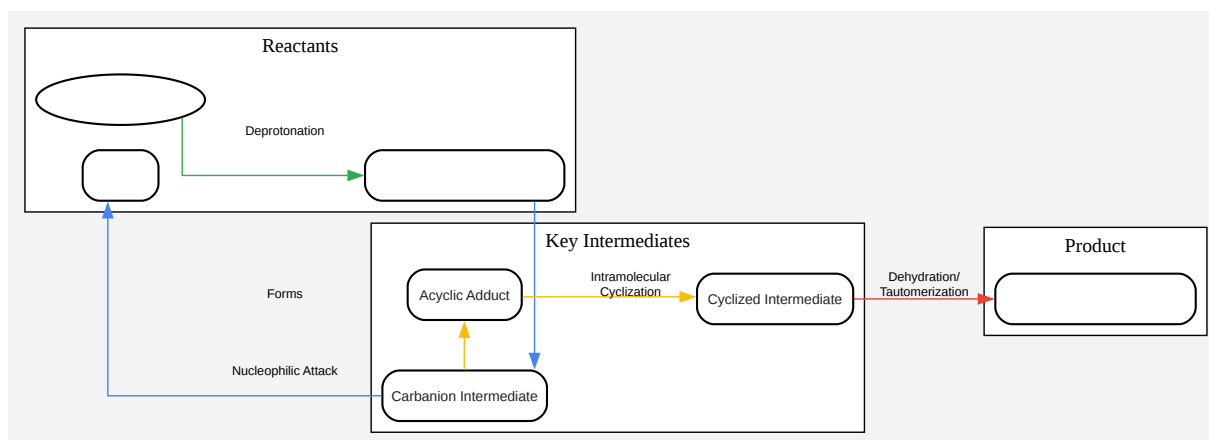 Reactants
Deprotonation
Key Intermediates
Product
Forms
Acyclic Adduct
Intramolecular
Cyclization
Cyclized Intermediate
Dehydration/
Tautomerization
Nucleophilic Attack
Carbanion Intermediate